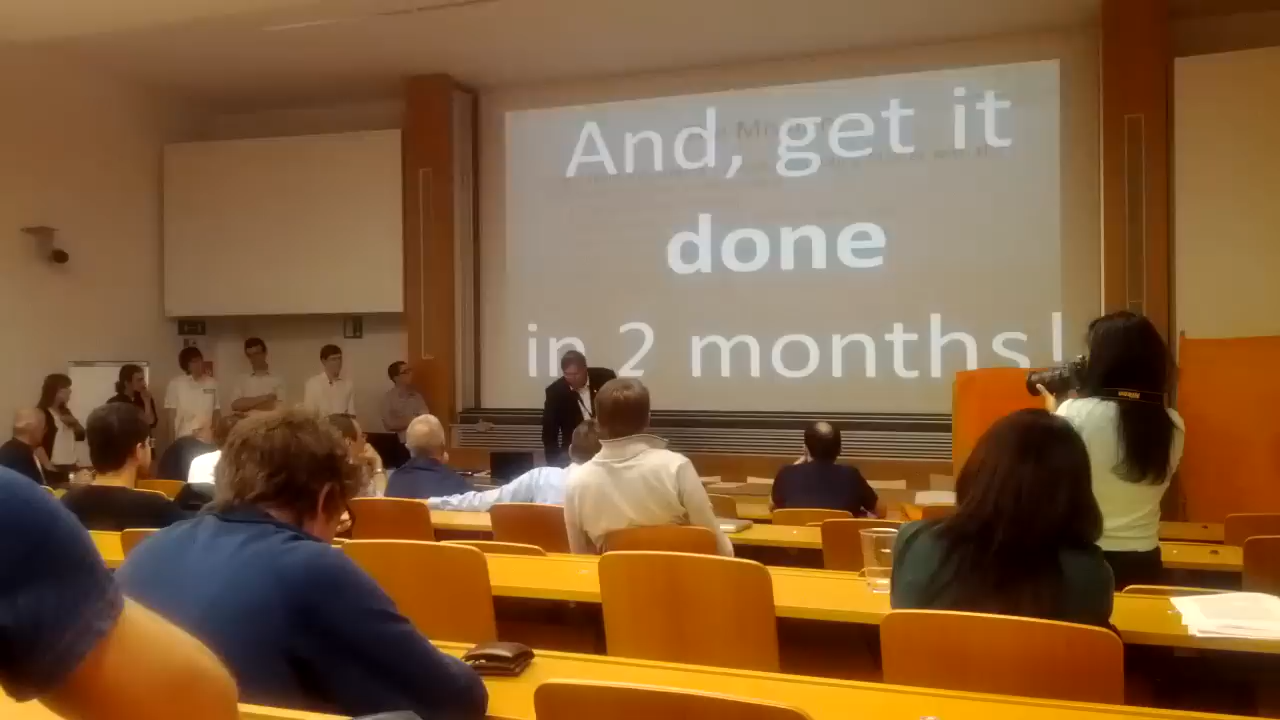 And, get it
done
in 2 months!